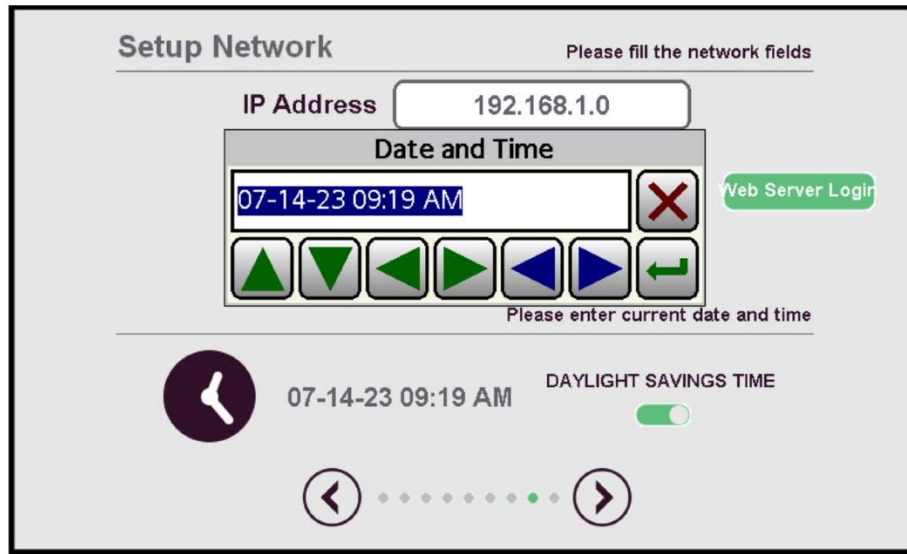 Setup Network
Please fill the network fields
IP Address
192.168.1.0
Date and Time
07-14-23 09:19 AM
Web Server Login
Please enter current date and time
07-14-23 09:19 AM
DAYLIGHT SAVINGS TIME